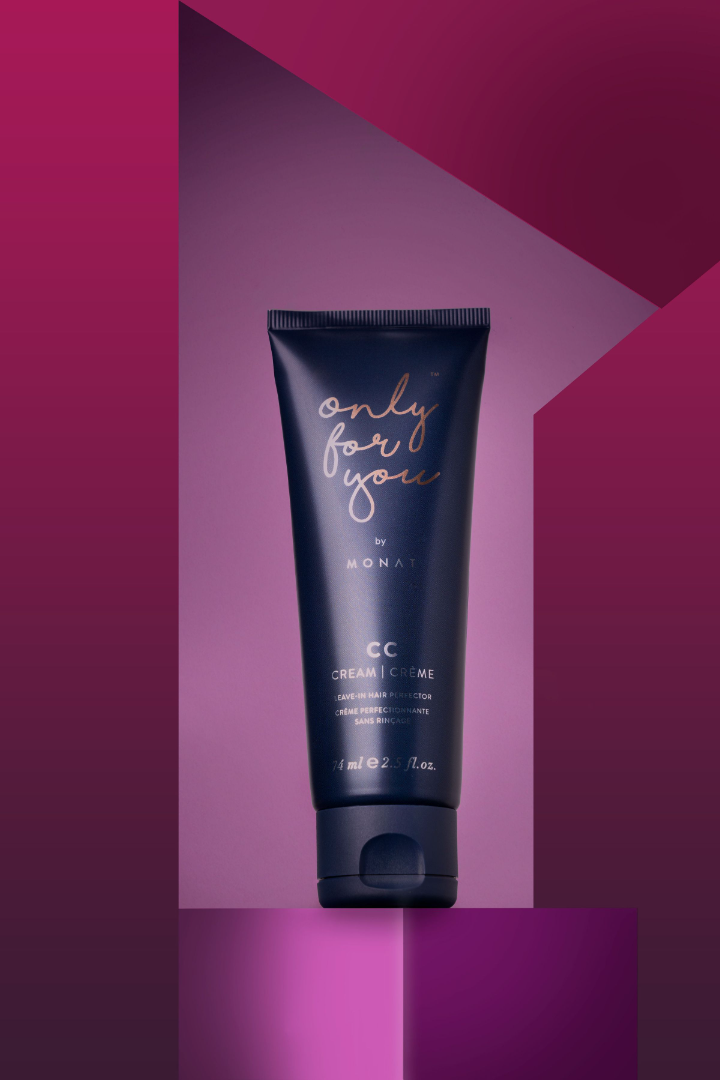 only
™
for
you
by
MONAT
CC
CREAM | CRÈME
LEAVE-IN HAIR PERFECTOR
CRÈME PERFECTIONNANTE
SANS RINÇAGE
74 ml e 2.5 fl.oz.